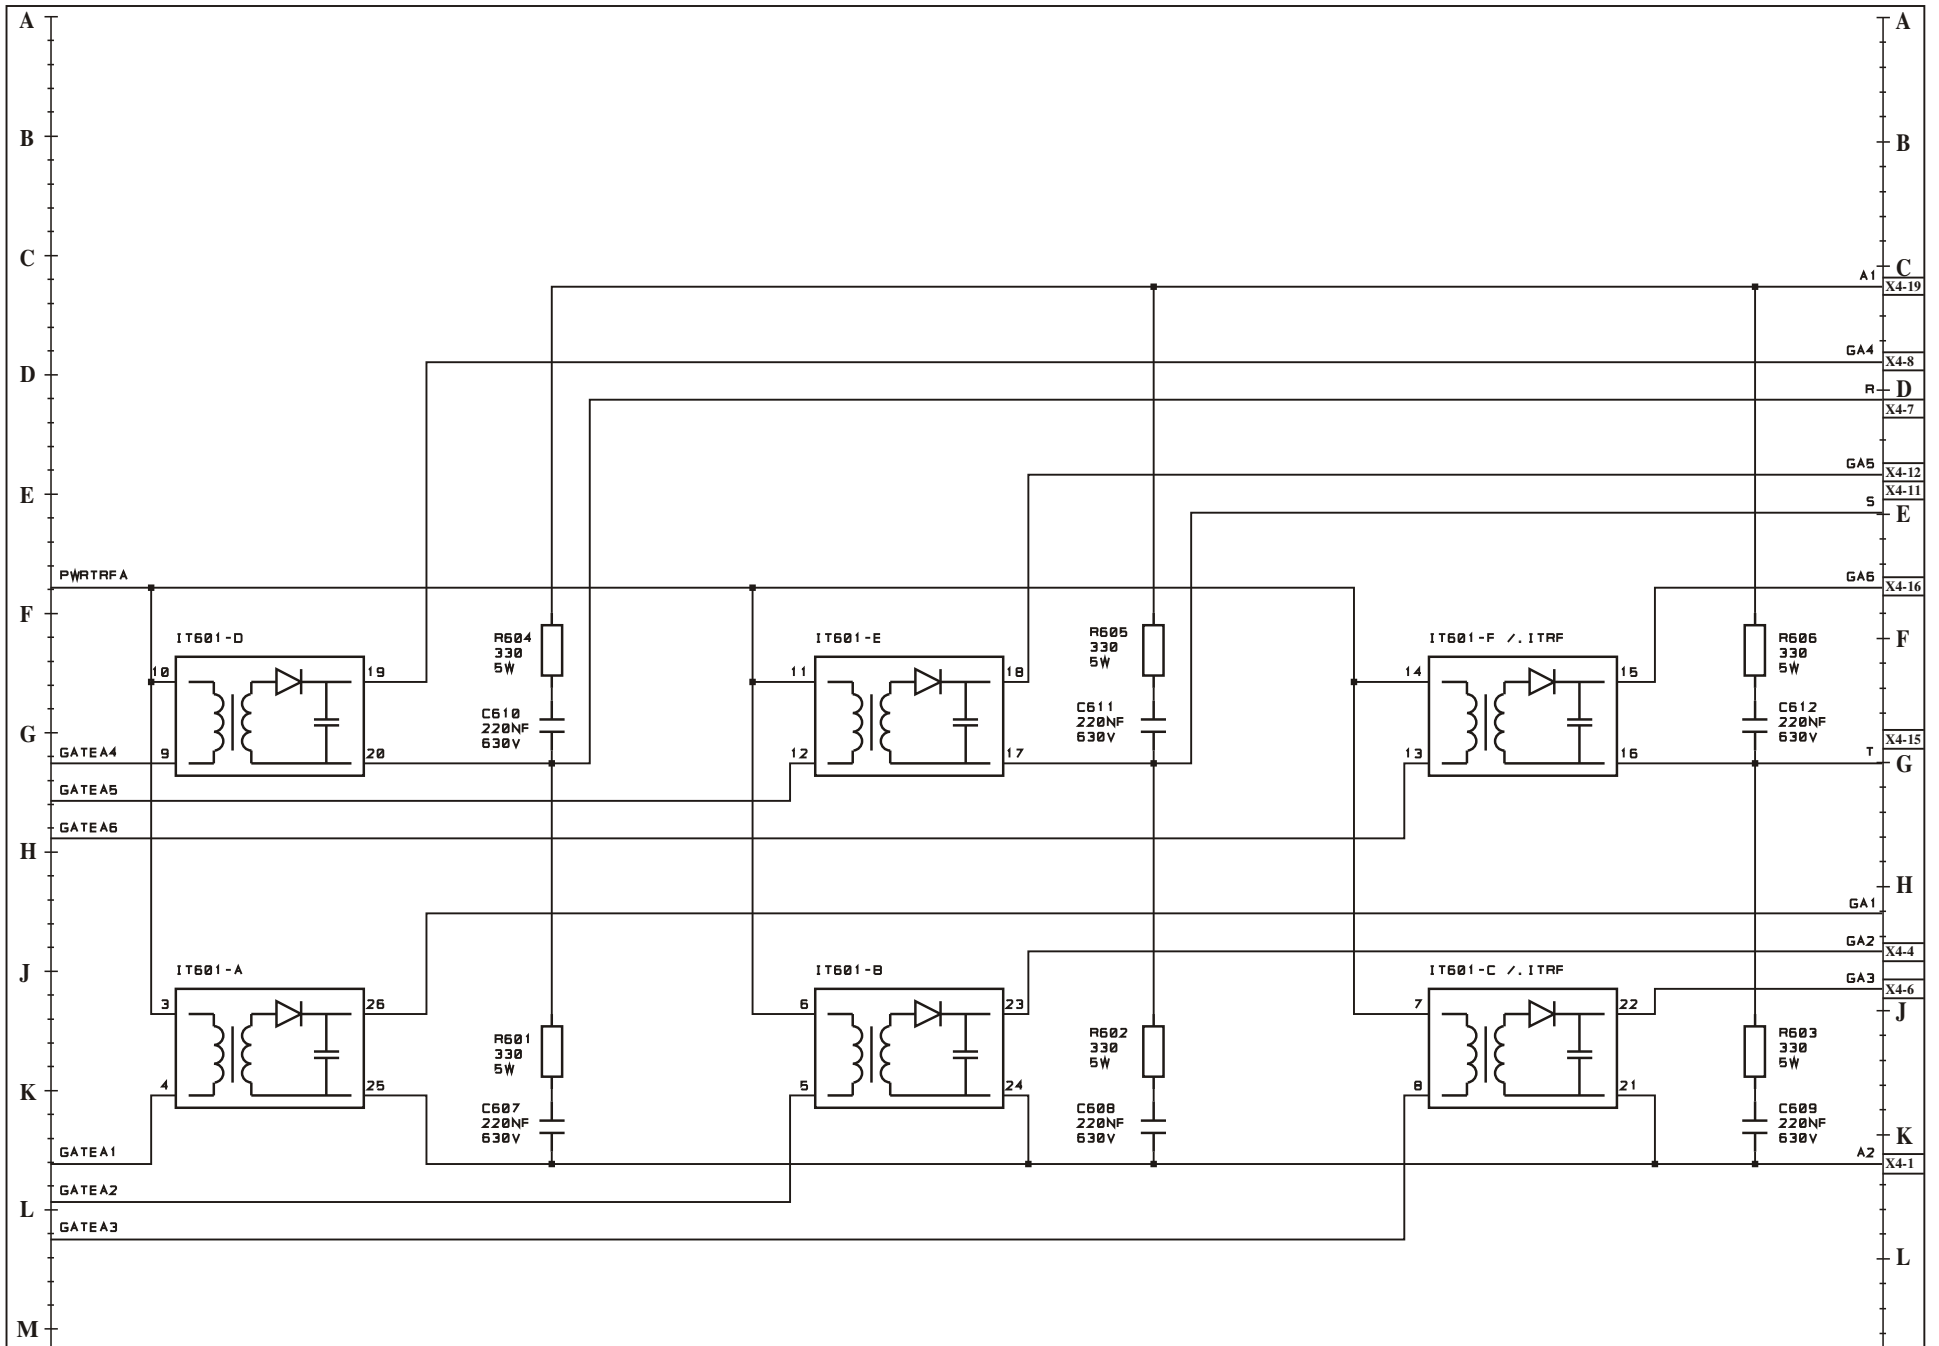 A
A
B
B
C
C
A1
X4-19
GA4
X4-8
D
D
R
X4-7
GA5
X4-12
E
X4-11
S
E
PWRTRFA
GA6
X4-16
F
F
IT601-D
R604
330
5W
IT601-E
R605
330
5W
IT601-F /.ITRF
R606
330
5W
10
19
11
18
14
15
C610
220NF
630V
C611
220NF
630V
C612
220NF
630V
G
X4-15
GATEA4
9
20
12
17
13
16
T
G
GATEA5
GATEA6
H
H
GA1
GA2
X4-4
J
IT601-A
IT601-B
IT601-C /.ITRF
GA3
X4-6
3
26
6
23
7
22
J
R601
330
5W
R602
330
5W
R603
330
5W
K
4
25
5
24
8
21
C607
220NF
630V
C608
220NF
630V
C609
220NF
630V
K
GATEA1
A2
X4-1
GATEA2
L
GATEA3
L
M